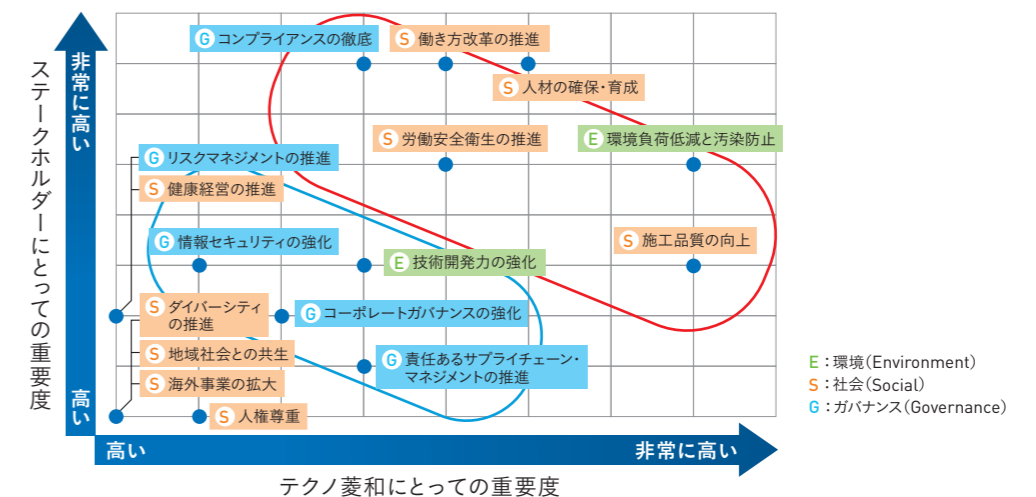 ステークホルダーにとっての重要度
非常に高い
高い
G コンプライアンスの徹底
S 働き方改革の推進
S 人材の確保・育成
S 労働安全衛生の推進
E 環境負荷低減と汚染防止
G リスクマネジメントの推進
S 健康経営の推進
S 施工品質の向上
G 情報セキュリティの強化
E 技術開発力の強化
S ダイバーシティ
の推進
G コーポレートガバナンスの強化
S 地域社会との共生
G 責任あるサプライチェーン・
マネジメントの推進
S 海外事業の拡大
S 人権尊重
高い
非常に高い
テクノ菱和にとっての重要度
E：環境（Environment）
S：社会（Social）
G：ガバナンス（Governance）